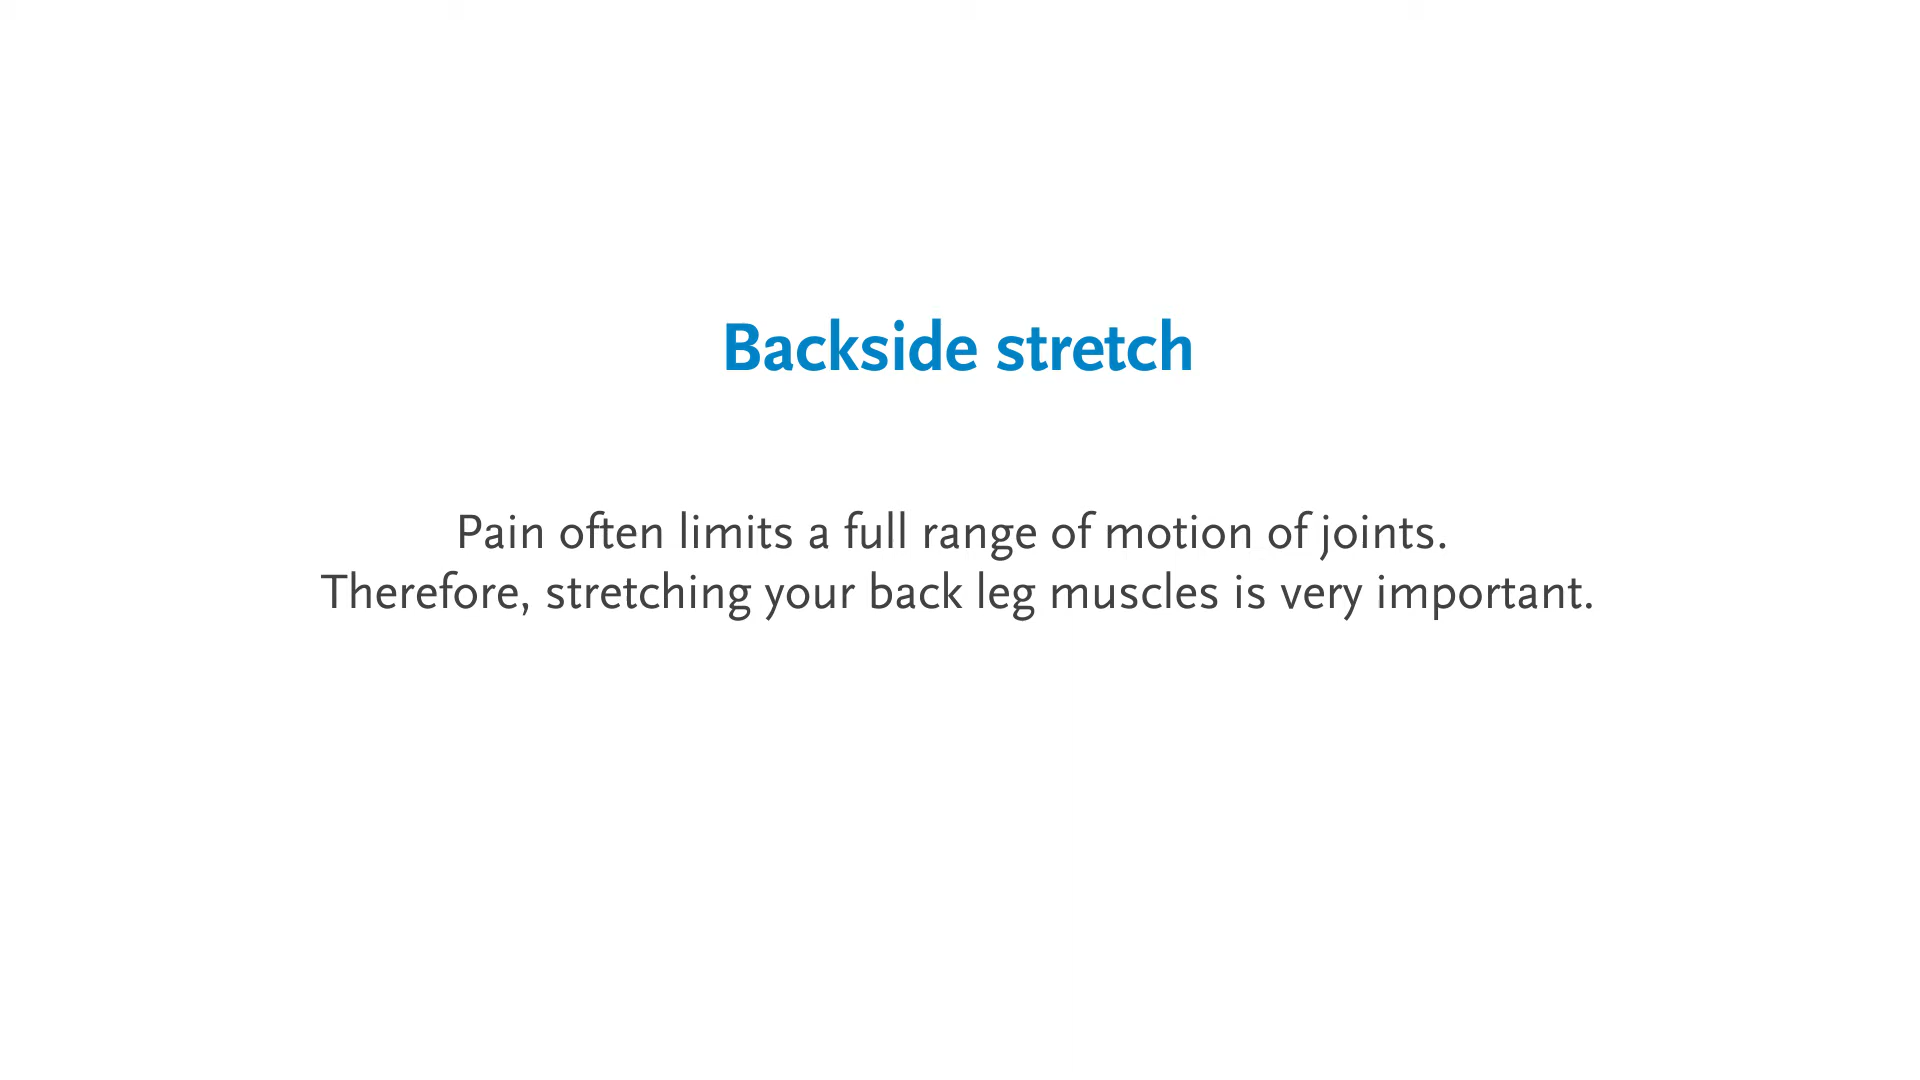 Backside stretch
Pain often limits a full range of motion of joints.
Therefore, stretching your back leg muscles is very important.